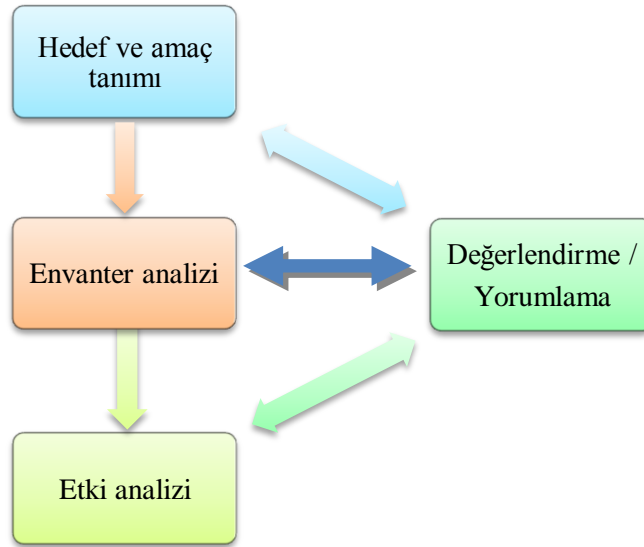 Hedef ve amaç
tanımı
Envanter analizi
Değerlendirme /
Yorumlama
Etki analizi